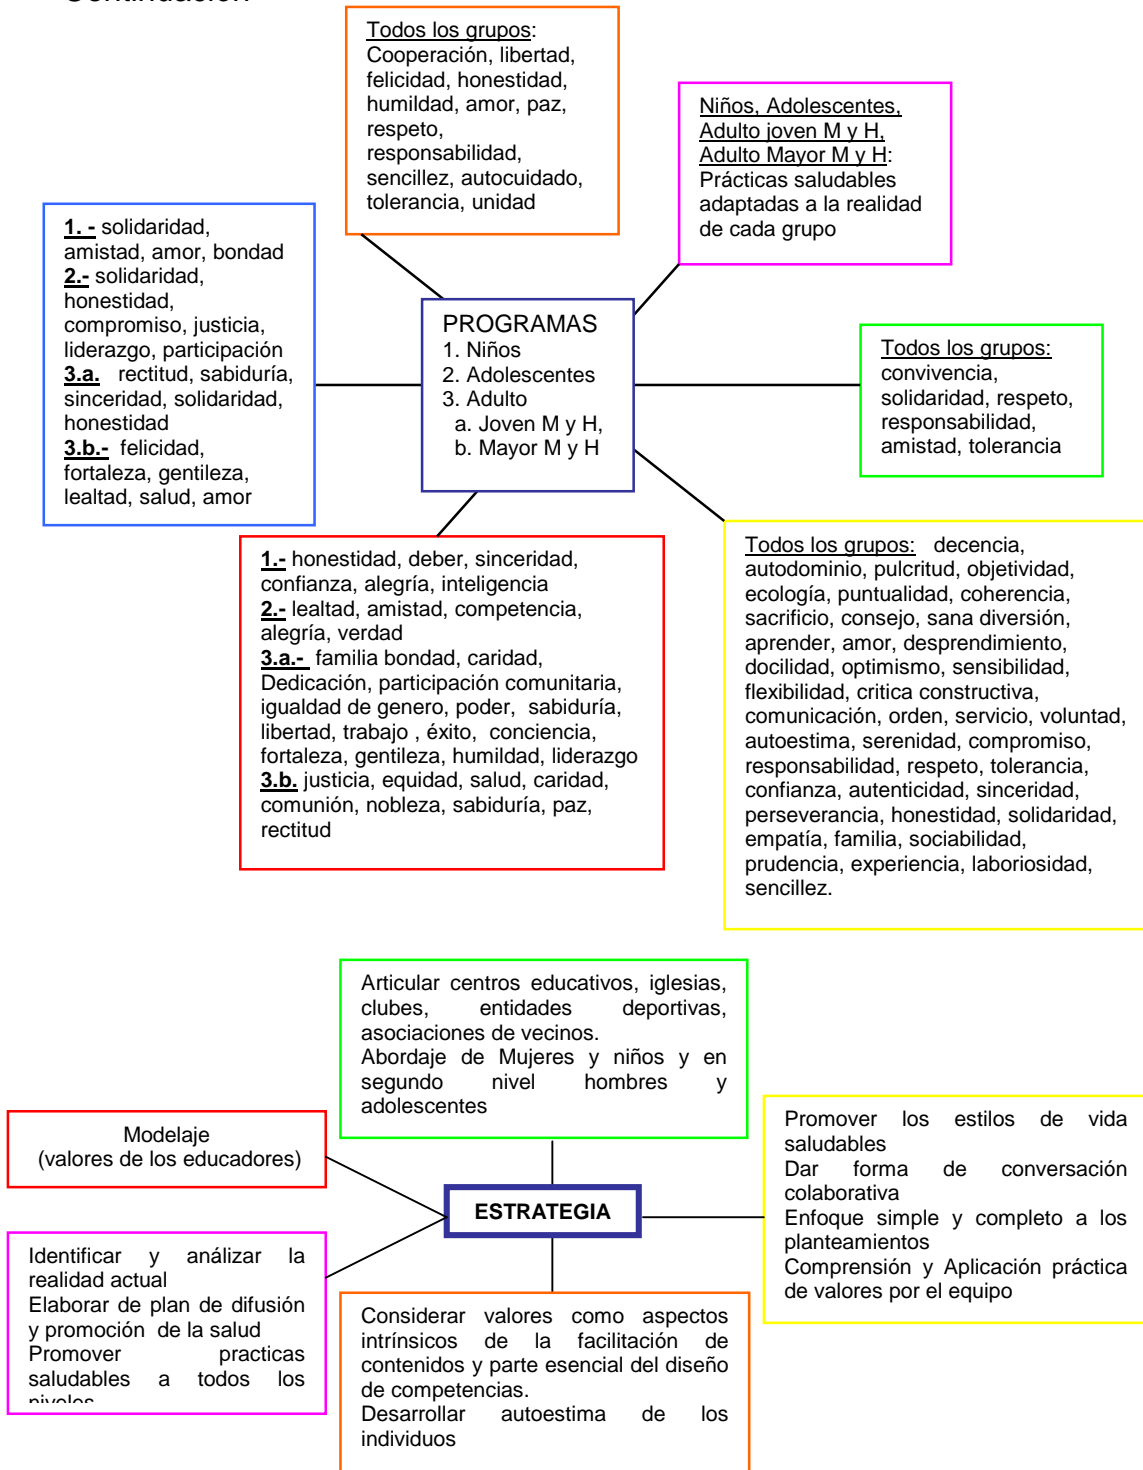 Continuación
Todos los grupos:
Cooperación, libertad,
felicidad, honestidad,
humildad, amor, paz,
respeto,
responsabilidad,
sencillez, autocuidado,
tolerancia, unidad
Niños, Adolescentes,
Adulto joven M y H,
Adulto Mayor M y H:
Prácticas saludables
adaptadas a la realidad
de cada grupo
1. - solidaridad,
amistad, amor, bondad
2.- solidaridad,
honestidad,
compromiso, justicia,
liderazgo, participación
3.a. rectitud, sabiduría,
sinceridad, solidaridad,
honestidad
3.b.- felicidad,
fortaleza, gentileza,
lealtad, salud, amor
PROGRAMAS
1. Niños
2. Adolescentes
3. Adulto
a. Joven M y H,
b. Mayor M y H
Todos los grupos:
convivencia,
solidaridad, respeto,
responsabilidad,
amistad, tolerancia
1.- honestidad, deber, sinceridad,
confianza, alegría, inteligencia
2.- lealtad, amistad, competencia,
alegría, verdad
3.a.- familia bondad, caridad,
Dedicación, participación comunitaria,
igualdad de genero, poder, sabiduría,
libertad, trabajo , éxito, conciencia,
fortaleza, gentileza, humildad, liderazgo
3.b. justicia, equidad, salud, caridad,
comunión, nobleza, sabiduría, paz,
rectitud
Todos los grupos: decencia,
autodominio, pulcritud, objetividad,
ecología, puntualidad, coherencia,
sacrificio, consejo, sana diversión,
aprender, amor, desprendimiento,
docilidad, optimismo, sensibilidad,
flexibilidad, critica constructiva,
comunicación, orden, servicio, voluntad,
autoestima, serenidad, compromiso,
responsabilidad, respeto, tolerancia,
confianza, autenticidad, sinceridad,
perseverancia, honestidad, solidaridad,
empatía, familia, sociabilidad,
prudencia, experiencia, laboriosidad,
sencillez.
Articular centros educativos, iglesias,
clubes, entidades deportivas,
asociaciones de vecinos.
Abordaje de Mujeres y niños y en
segundo nivel hombres y
adolescentes
Modelaje
(valores de los educadores)
ESTRATEGIA
Promover los estilos de vida
saludables
Dar forma de conversación
colaborativa
Enfoque simple y completo a los
planteamientos
Comprensión y Aplicación práctica
de valores por el equipo
Identificar y análizar la
realidad actual
Elaborar de plan de difusión
y promoción de la salud
Promover practicas
saludables a todos los
niveles
Considerar valores como aspectos
intrínsicos de la facilitación de
contenidos y parte esencial del diseño
de competencias.
Desarrollar autoestima de los
individuos